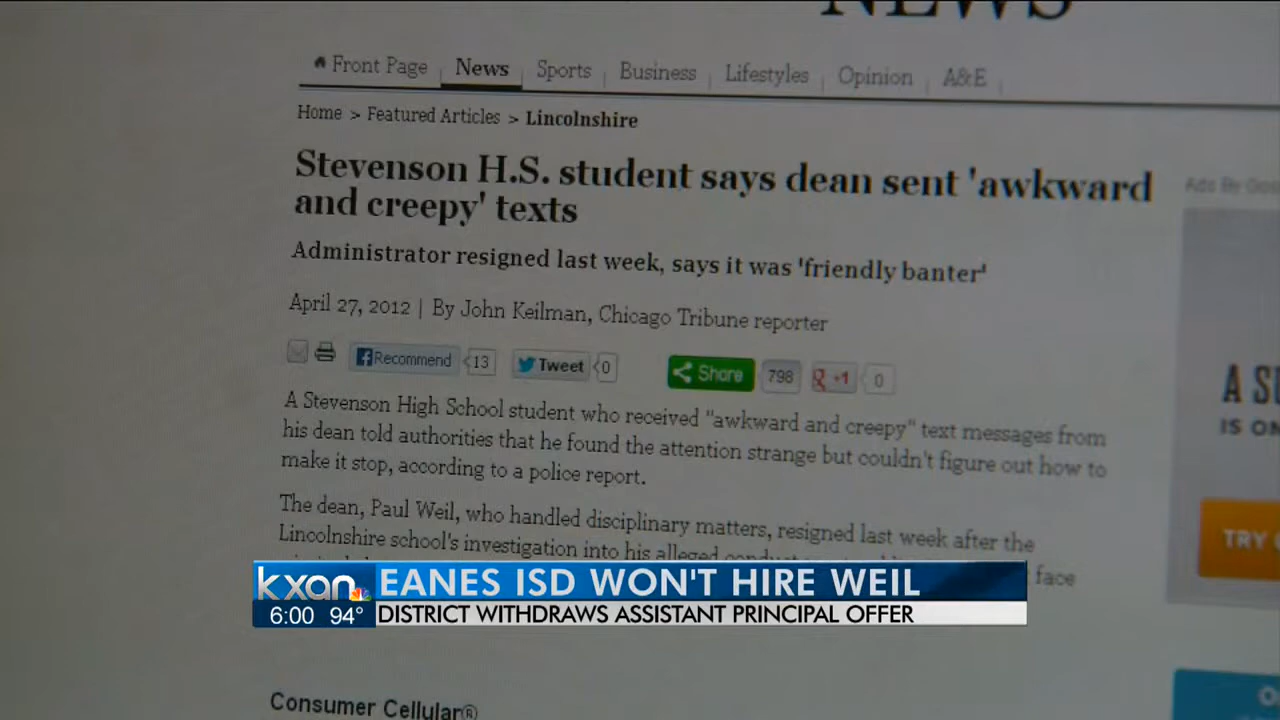 NEWS
Front Page News Sports Business Lifestyles Opinion A&E
Home > Featured Articles > Lincolnshire
Stevenson H.S. student says dean sent 'awkward
and creepy' texts
Administrator resigned last week, says it was 'friendly banter'
April 27, 2012 | By John Keilman, Chicago Tribune reporter
Recommend 13 Tweet 0 Share 798 +1 0
Ads By
A Stevenson High School student who received "awkward and creepy" text messages from
his dean told authorities that he found the attention strange but couldn't figure out how to
make it stop, according to a police report.
The dean, Paul Weil, who handled disciplinary matters, resigned last week after the
Lincolnshire school's investigation into his alleged conduct
face
A
IS
TRY
kxan EANES ISD WON'T HIRE WEIL
6:00 94° DISTRICT WITHDRAWS ASSISTANT PRINCIPAL OFFER
Consumer Cellular®